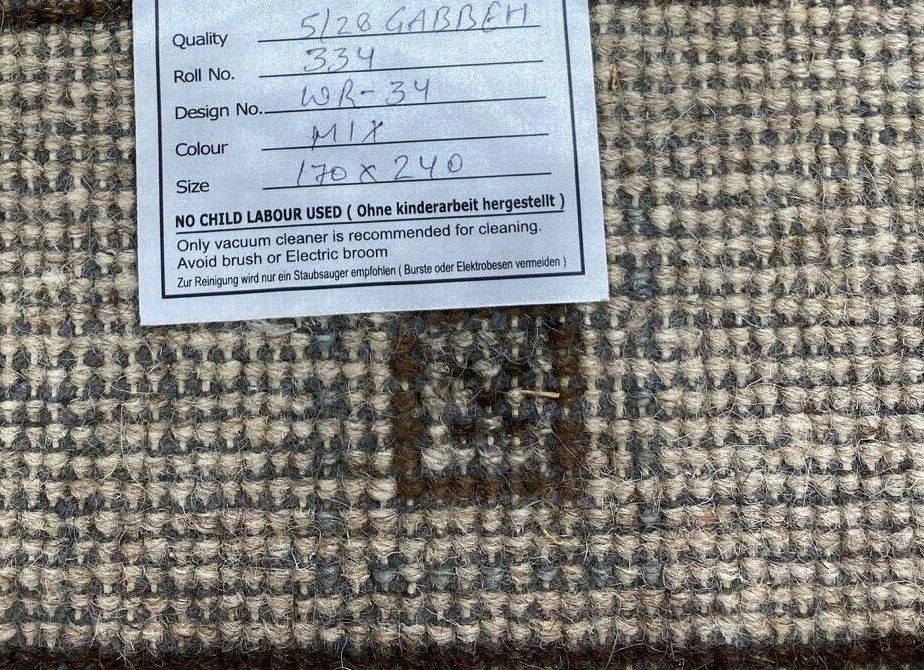 Quality 5/28 GABBEH
Roll No. 334
Design No. WR-34
Colour MIX
Size 170 X 240
NO CHILD LABOUR USED ( Ohne kinderarbeit hergestellt )
Only vacuum cleaner is recommended for cleaning.
Avoid brush or Electric broom
Zur Reinigung wird nur ein Staubsauger empfohlen ( Burste oder Elektrobesen vermeiden )